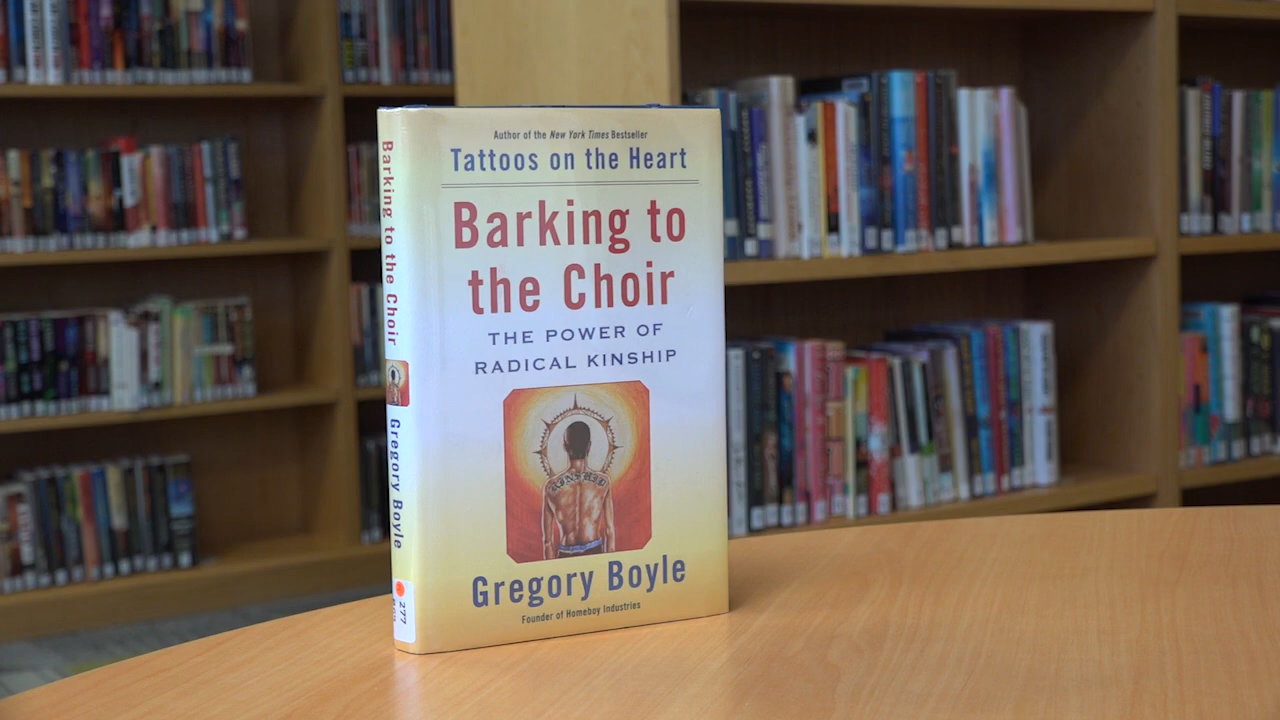 Author of the New York Times Bestseller
Tattoos on the Heart
Barking to
the Choir
THE POWER OF
RADICAL KINSHIP
KINSHIP
Gregory Boyle
Founder of Homeboy Industries
Barking to the Choir
Gregory Boyle
277